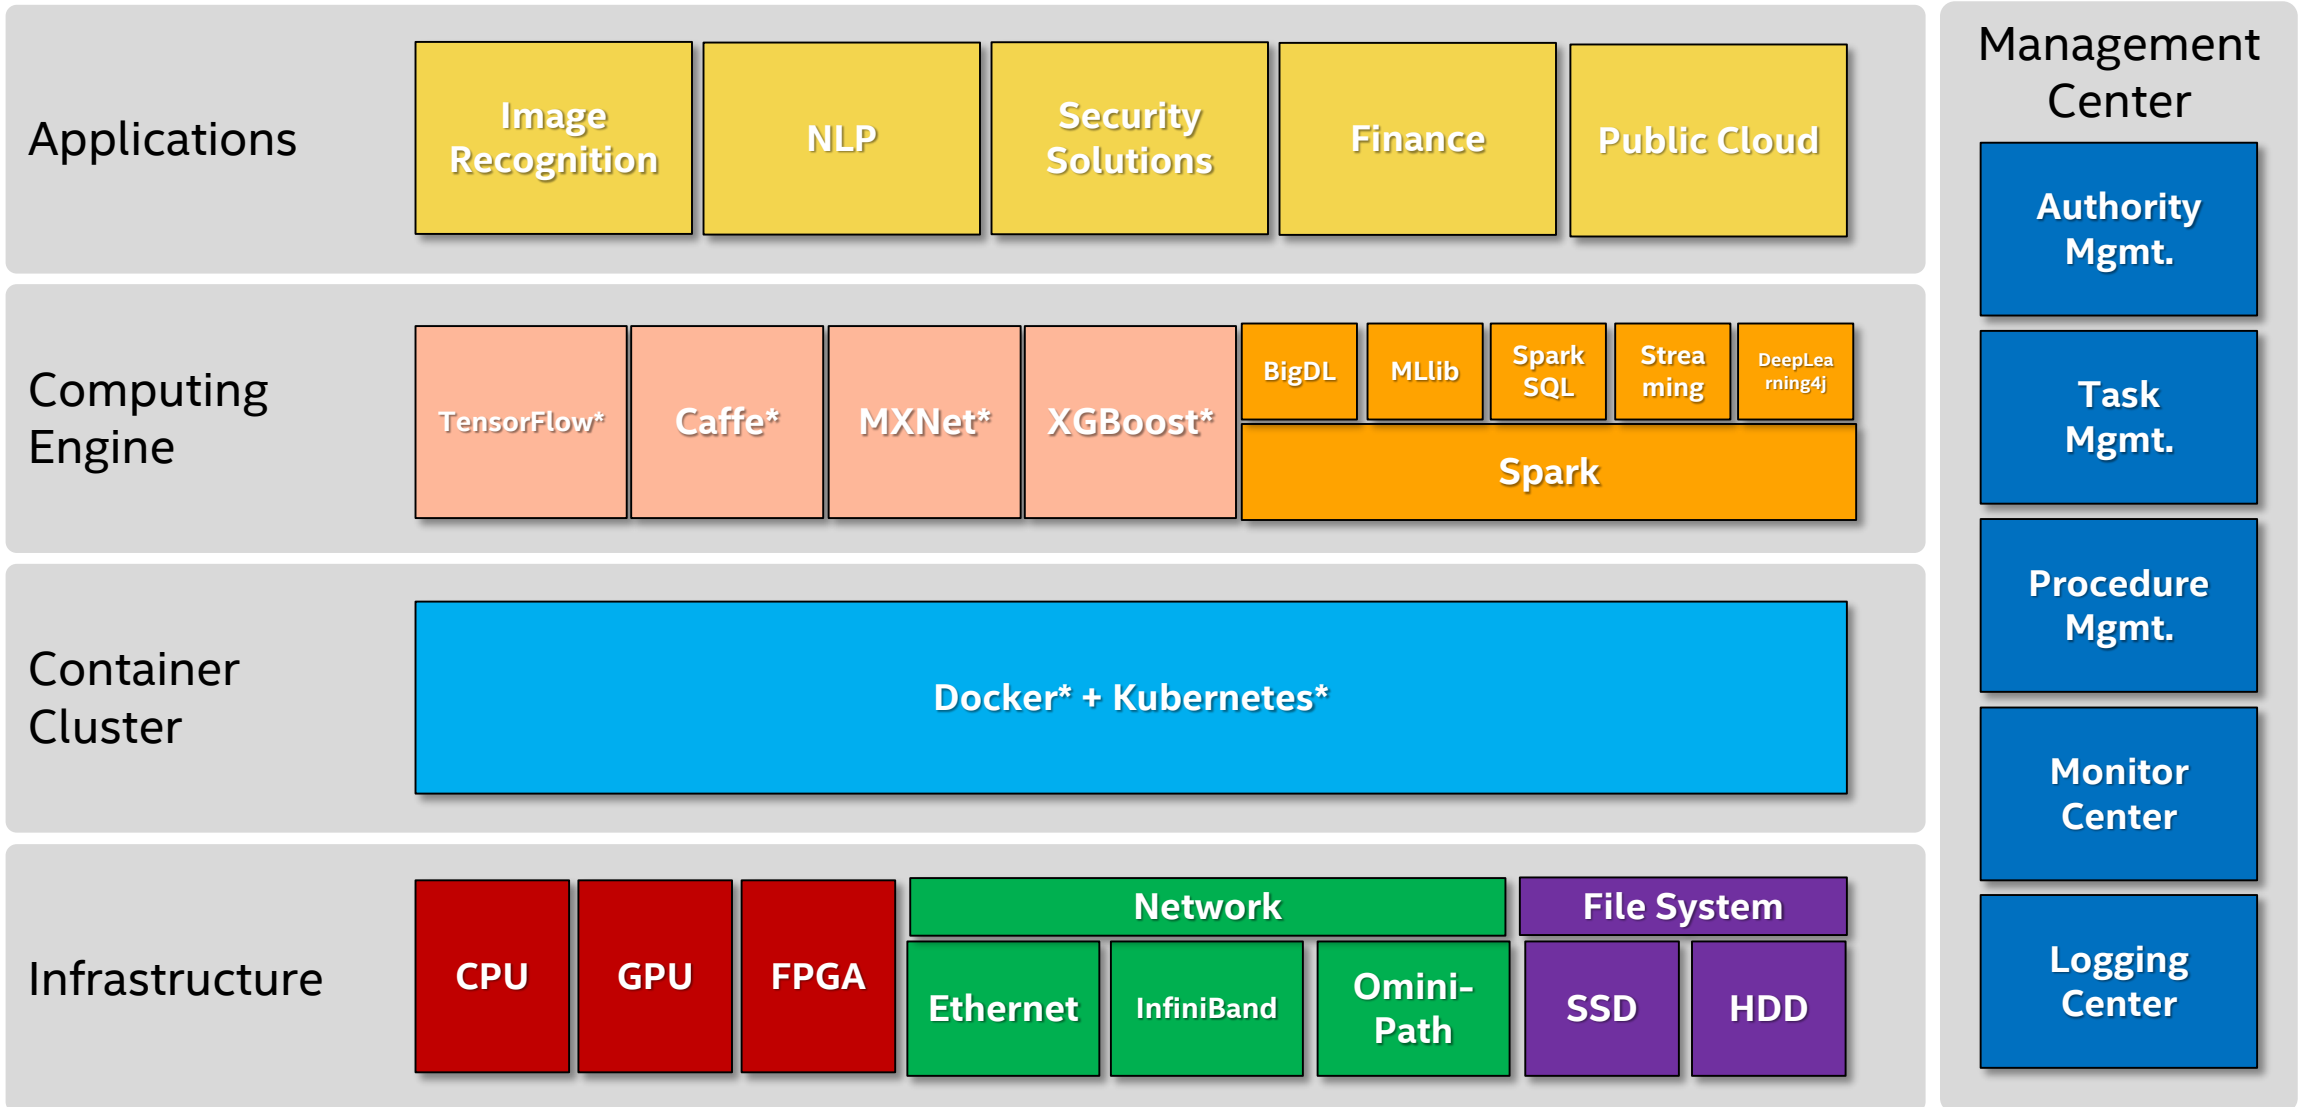 Applications
Image
Recognition
NLP
Security
Solutions
Finance
Public Cloud
Computing
Engine
TensorFlow*
Caffe*
MXNet*
XGBoost*
BigDL
MLlib
Spark
SQL
Strea
ming
DeepLea
rning4j
Spark
Container
Cluster
Docker* + Kubernetes*
Infrastructure
CPU
GPU
FPGA
Network
Ethernet
InfiniBand
Omini-
Path
File System
SSD
HDD
Management
Center
Authority
Mgmt.
Task
Mgmt.
Procedure
Mgmt.
Monitor
Center
Logging
Center